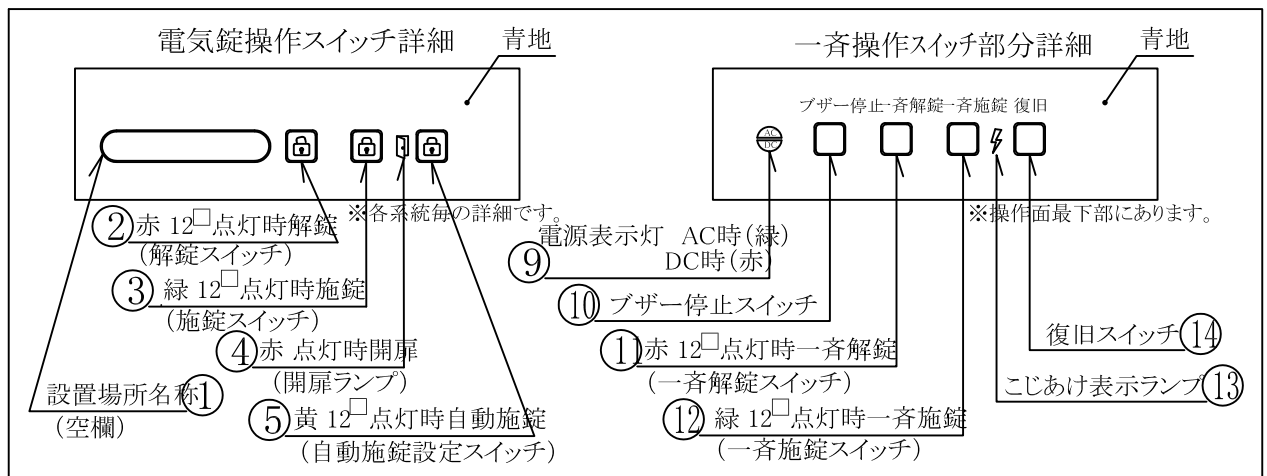 電気錠操作スイッチ詳細
青地
※各系統毎の詳細です。
② 赤 12□点灯時解錠
(解錠スイッチ)
③ 緑 12□点灯時施錠
(施錠スイッチ)
④ 赤 点灯時開扉
(開扉ランプ)
設置場所名称①
(空欄)
⑤ 黄 12□点灯時自動施錠
(自動施錠設定スイッチ)
一斉操作スイッチ部分詳細
青地
ブザー停止一斉解錠一斉施錠 復旧
AC
DC
※操作面最下部にあります。
電源表示灯 AC時(緑)
⑨ DC時(赤)
⑩ ブザー停止スイッチ
⑪赤 12□点灯時一斉解錠
(一斉解錠スイッチ)
⑫ 緑 12□点灯時一斉施錠
(一斉施錠スイッチ)
復旧スイッチ⑭
こじあけ表示ランプ⑬